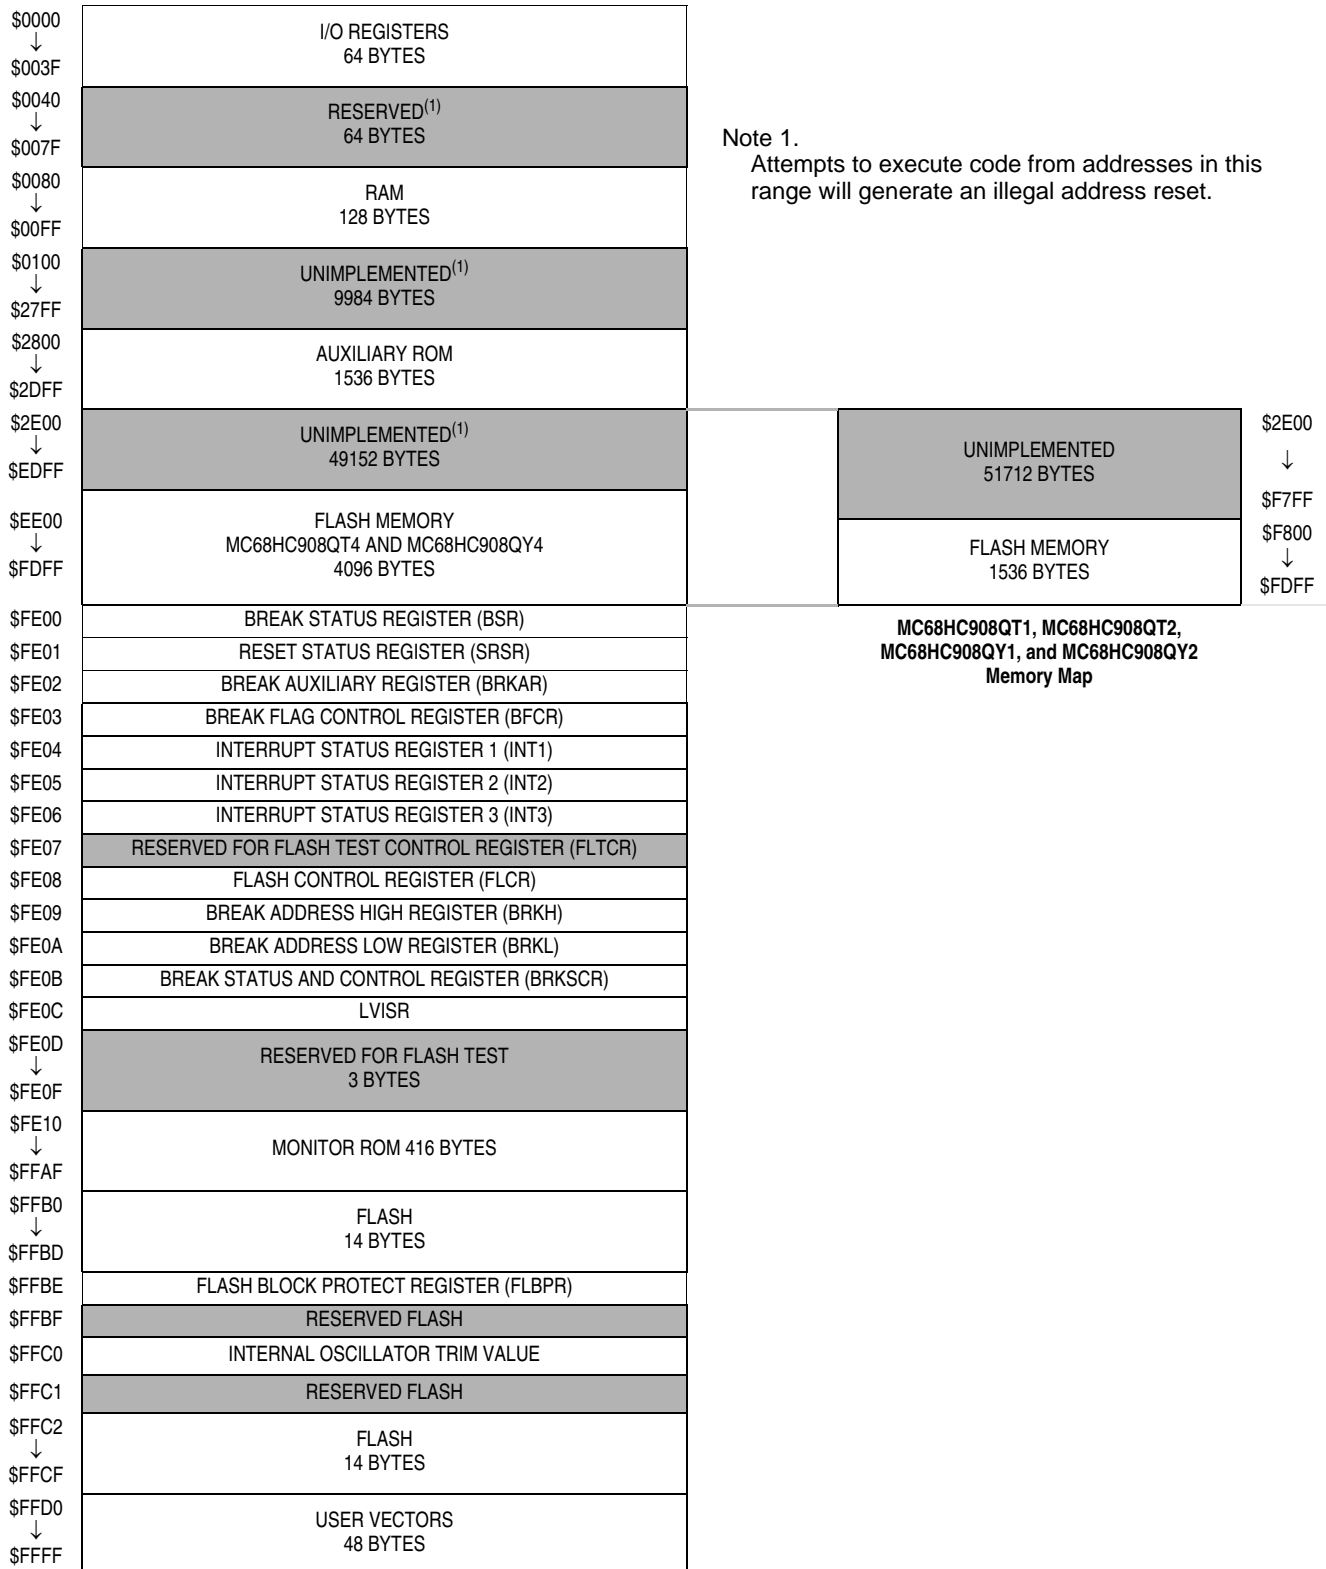 $0000
↓
$003F
I/O REGISTERS
64 BYTES
$0040
↓
$007F
RESERVED(1)
64 BYTES
Note 1.
Attempts to execute code from addresses in this
range will generate an illegal address reset.
$0080
↓
$00FF
RAM
128 BYTES
$0100
↓
$27FF
UNIMPLEMENTED(1)
9984 BYTES
$2800
↓
$2DFF
AUXILIARY ROM
1536 BYTES
$2E00
↓
$EDFF
UNIMPLEMENTED(1)
49152 BYTES
$EE00
↓
$FDFF
FLASH MEMORY
MC68HC908QT4 AND MC68HC908QY4
4096 BYTES
UNIMPLEMENTED
51712 BYTES
$2E00
↓
$F7FF
FLASH MEMORY
1536 BYTES
$F800
↓
$FDFF
MC68HC908QT1, MC68HC908QT2,
MC68HC908QY1, and MC68HC908QY2
Memory Map
$FE00 BREAK STATUS REGISTER (BSR)
$FE01 RESET STATUS REGISTER (SRSR)
$FE02 BREAK AUXILIARY REGISTER (BRKAR)
$FE03 BREAK FLAG CONTROL REGISTER (BFCR)
$FE04 INTERRUPT STATUS REGISTER 1 (INT1)
$FE05 INTERRUPT STATUS REGISTER 2 (INT2)
$FE06 INTERRUPT STATUS REGISTER 3 (INT3)
$FE07 RESERVED FOR FLASH TEST CONTROL REGISTER (FLTCR)
$FE08 FLASH CONTROL REGISTER (FLCR)
$FE09 BREAK ADDRESS HIGH REGISTER (BRKH)
$FE0A BREAK ADDRESS LOW REGISTER (BRKL)
$FE0B BREAK STATUS AND CONTROL REGISTER (BRKSCR)
$FE0C LVISR
$FE0D
↓
$FE0F
RESERVED FOR FLASH TEST
3 BYTES
$FE10
↓
$FFAF
MONITOR ROM 416 BYTES
$FFB0
↓
$FFBD
FLASH
14 BYTES
$FFBE FLASH BLOCK PROTECT REGISTER (FLBPR)
$FFBF RESERVED FLASH
$FFC0 INTERNAL OSCILLATOR TRIM VALUE
$FFC1 RESERVED FLASH
$FFC2
↓
$FFCF
FLASH
14 BYTES
$FFD0
↓
$FFFF
USER VECTORS
48 BYTES